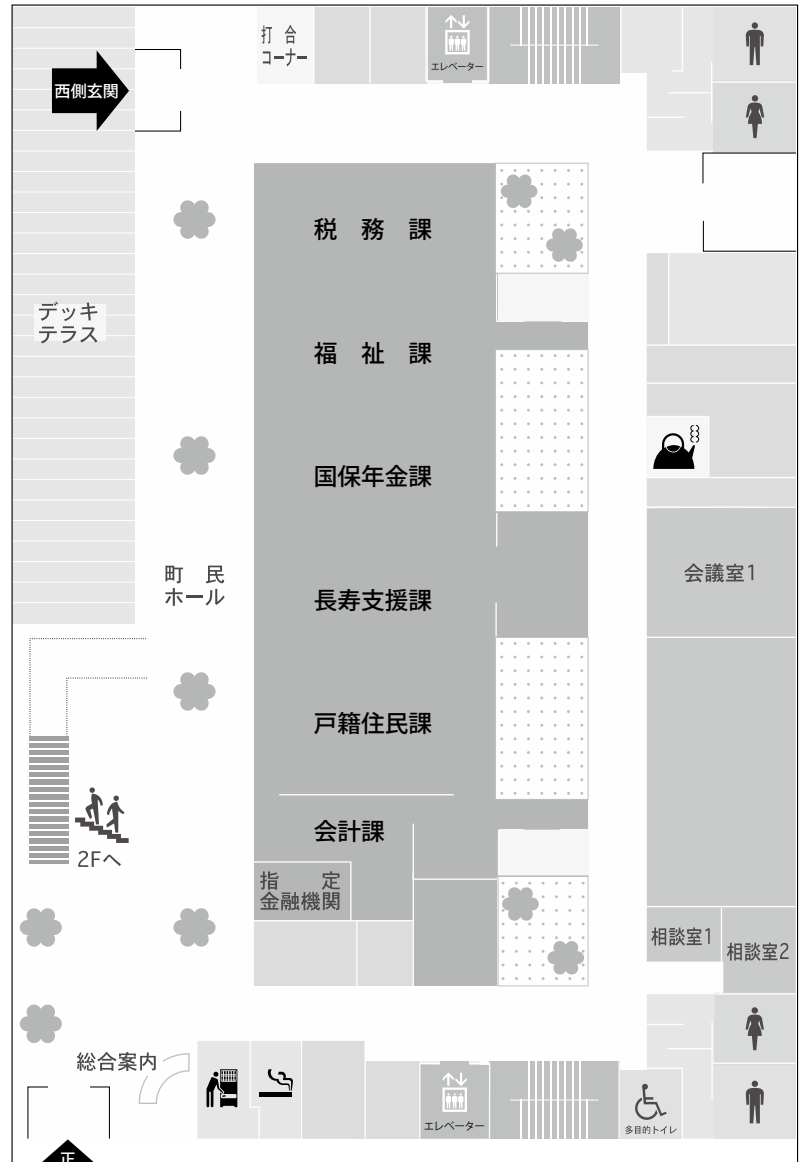 打 合
コーナー
エレベーター
西側玄関
税 務 課
デッキ
テラス
福 祉 課
国保年金課
町 民
ホール
会議室1
長寿支援課
戸籍住民課
会計課
2Fへ
指 定
金融機関
相談室1
相談室2
総合案内
エレベーター
多目的トイレ
正